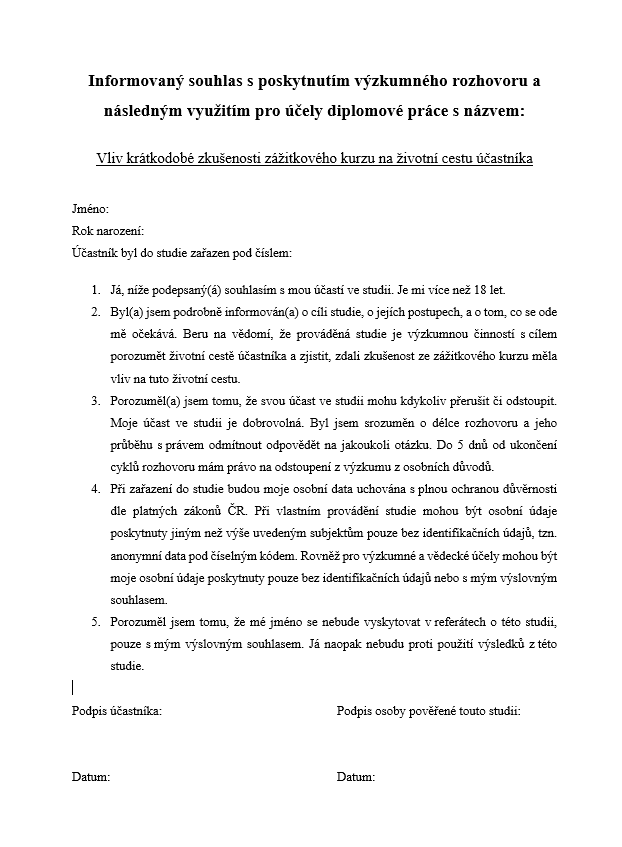 Informovaný souhlas s poskytnutím výzkumného rozhovoru a
následným využitím pro účely diplomové práce s názvem:
Vliv krátkodobé zkušenosti zážitkového kurzu na životní cestu účastníka
Jméno:
Rok narození:
Účastník byl do studie zařazen pod číslem:
1. Já, níže podepsaný(á) souhlasím s mou účastí ve studii. Je mi více než 18 let.
2. Byl(a) jsem podrobně informován(a) o cíli studie, o jejích postupech, a o tom, co se ode
mě očekává. Beru na vědomí, že prováděná studie je výzkumnou činností s cílem
porozumět životní cestě účastníka a zjistit, zdali zkušenost ze zážitkového kurzu měla
vliv na tuto životní cestu.
3. Porozuměl(a) jsem tomu, že svou účast ve studii mohu kdykoliv přerušit či odstoupit.
Moje účast ve studii je dobrovolná. Byl jsem srozuměn o délce rozhovoru a jeho
průběhu s právem odmítnout odpovědět na jakoukoli otázku. Do 5 dnů od ukončení
cyklů rozhovoru mám právo na odstoupení z výzkumu z osobních důvodů.
4. Při zařazení do studie budou moje osobní data uchována s plnou ochranou důvěrnosti
dle platných zákonů ČR. Při vlastním provádění studie mohou být osobní údaje
poskytnuty jiným než výše uvedeným subjektům pouze bez identifikačních údajů, tzn.
anonymní data pod číselným kódem. Rovněž pro výzkumné a vědecké účely mohou být
moje osobní údaje poskytnuty pouze bez identifikačních údajů nebo s mým výslovným
souhlasem.
5. Porozuměl jsem tomu, že mé jméno se nebude vyskytovat v referátech o této studii,
pouze s mým výslovným souhlasem. Já naopak nebudu proti použití výsledků z této
studie.
Podpis účastníka: Podpis osoby pověřené touto studii:
Datum: Datum: